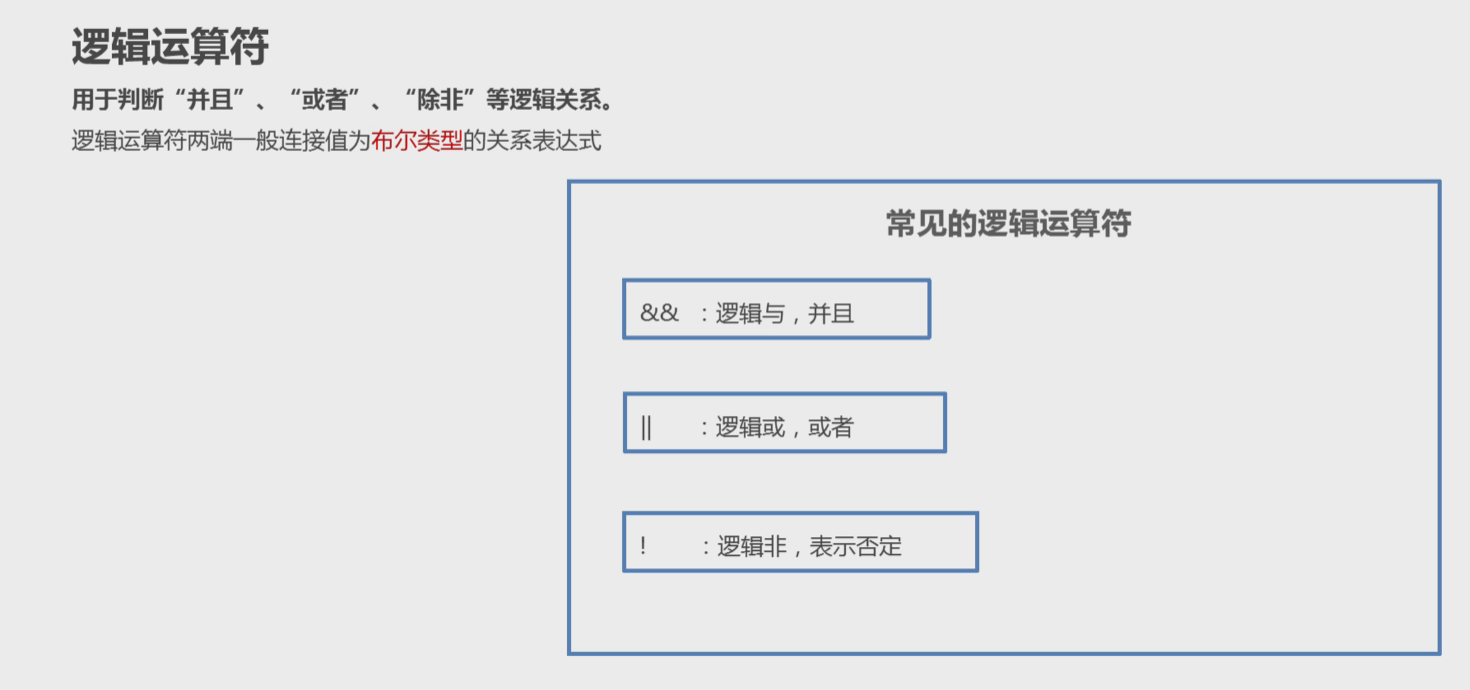 逻辑运算符
用于判断“并且”、“或者”、“除非”等逻辑关系。
逻辑运算符两端一般连接值为布尔类型的关系表达式
常见的逻辑运算符
&& ：逻辑与，并且
|| ：逻辑或，或者
! ：逻辑非，表示否定